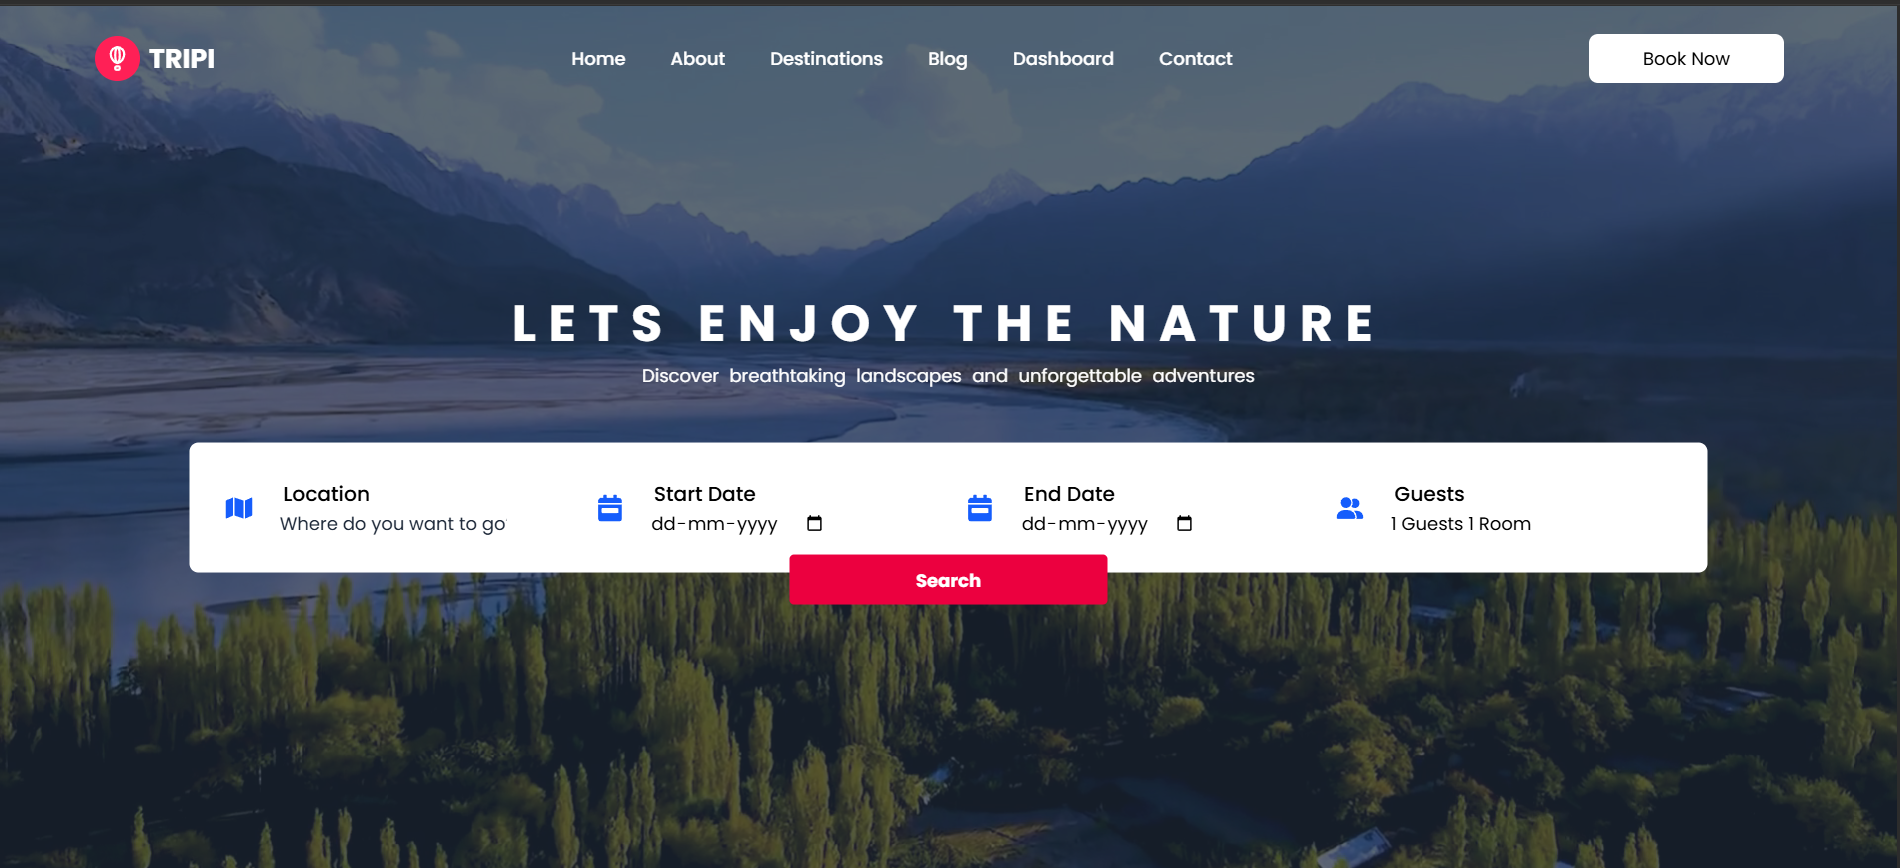 TRIPI
Home About Destinations Blog Dashboard Contact
Book Now
LETS ENJOY THE NATURE
Discover breathtaking landscapes and unforgettable adventures
Location
Where do you want to go
Start Date
dd-mm-yyyy
End Date
dd-mm-yyyy
Guests
1 Guests 1 Room
Search